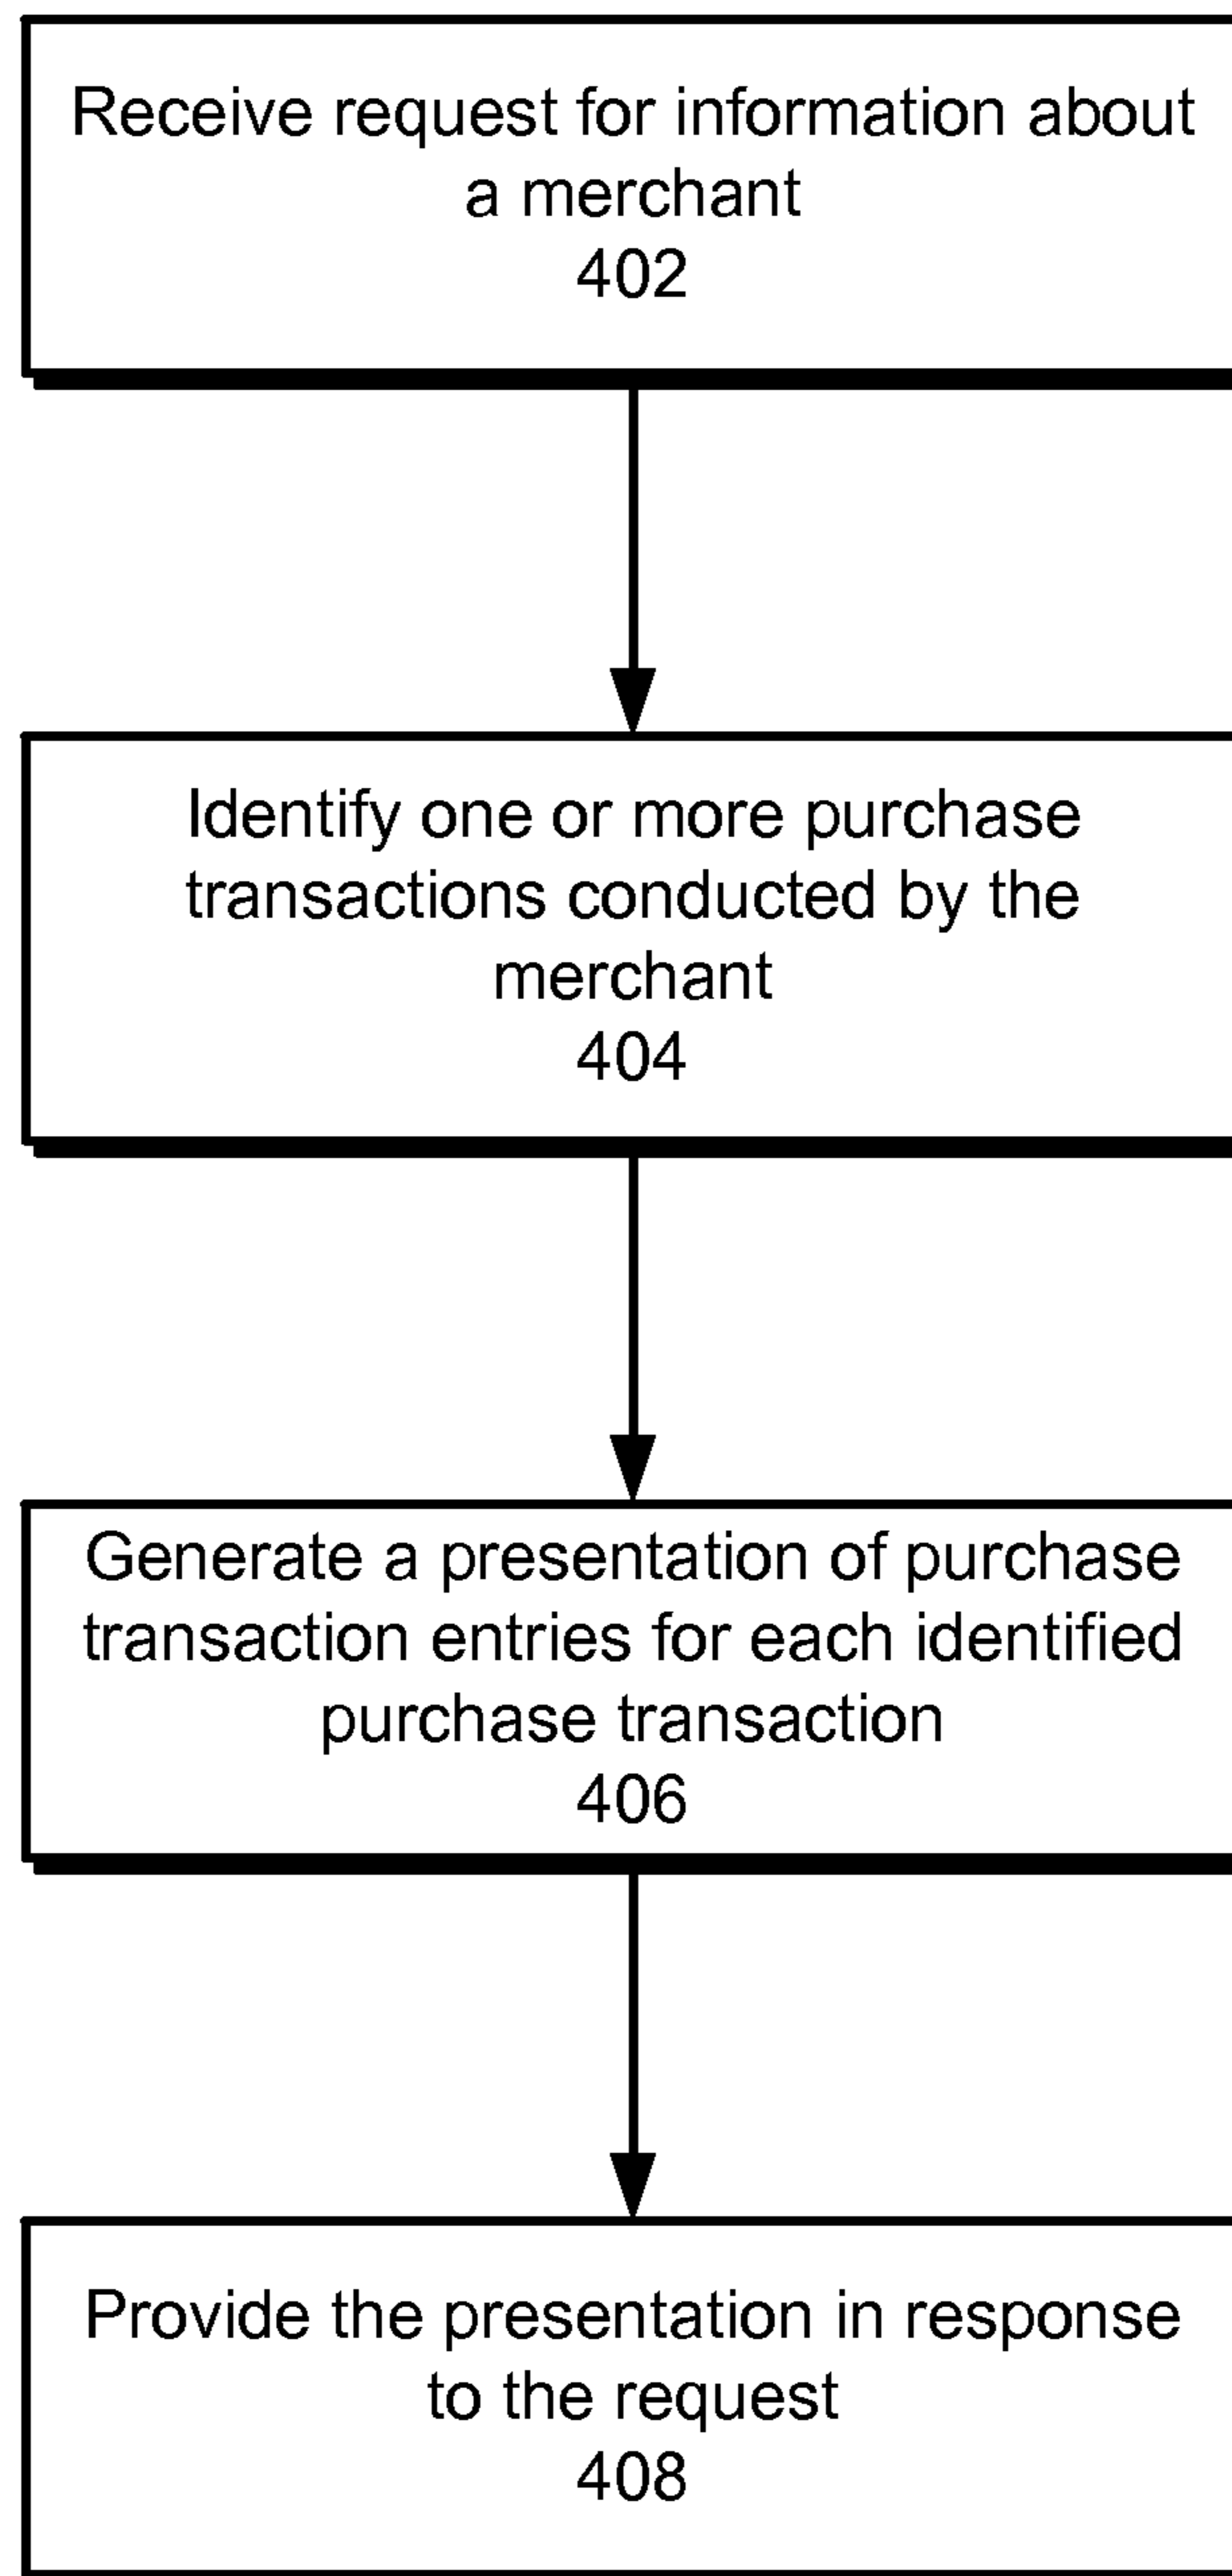 Receive request for information about
a merchant
402
Identify one or more purchase
transactions conducted by the
merchant
404
Generate a presentation of purchase
transaction entries for each identified
purchase transaction
406
Provide the presentation in response
to the request
408